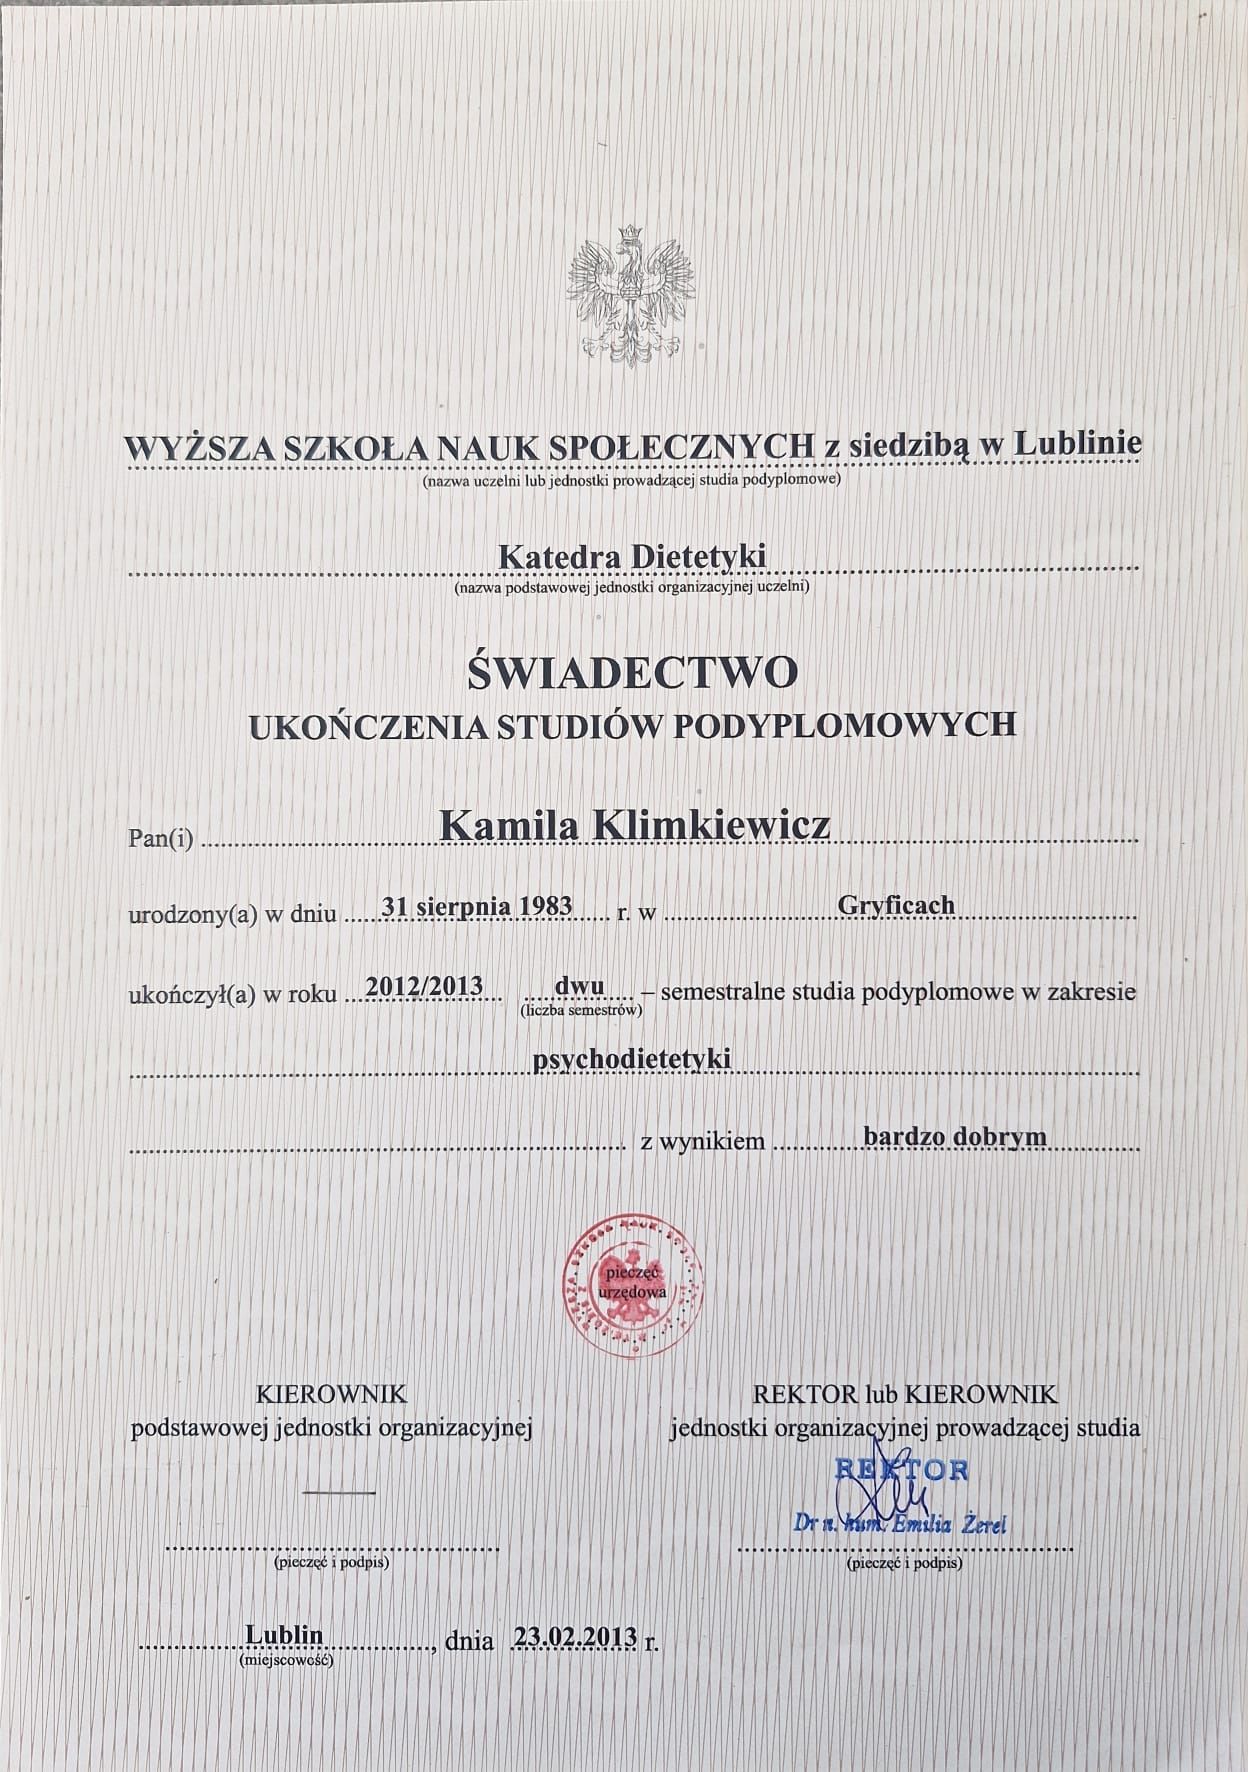 WYŻSZA SZKOŁA NAUK SPOŁECZNYCH z siedzibą w Lublinie
(nazwa uczelni lub jednostki prowadzącej studia podyplomowe)
Katedra Dietetyki
(nazwa podstawowej jednostki organizacyjnej uczelni)
ŚWIADECTWO
UKOŃCZENIA STUDIÓW PODYPLOMOWYCH
Pan(i) Kamila Klimkiewicz
urodzony(a) w dniu 31 sierpnia 1983 r. w Gryficach
ukończył(a) w roku 2012/2013 dwu – semestralne studia podyplomowe w zakresie
(liczba semestrów)
psychodietetyki
z wynikiem bardzo dobrym
pieczęć
urzędowa
KIEROWNIK
podstawowej jednostki organizacyjnej
(pieczęć i podpis)
REKTOR lub KIEROWNIK
jednostki organizacyjnej prowadzącej studia
REKTOR
Dr n. hum. Emilia Żerel
(pieczęć i podpis)
Lublin, dnia 23.02.2013 r.
(miejscowość)